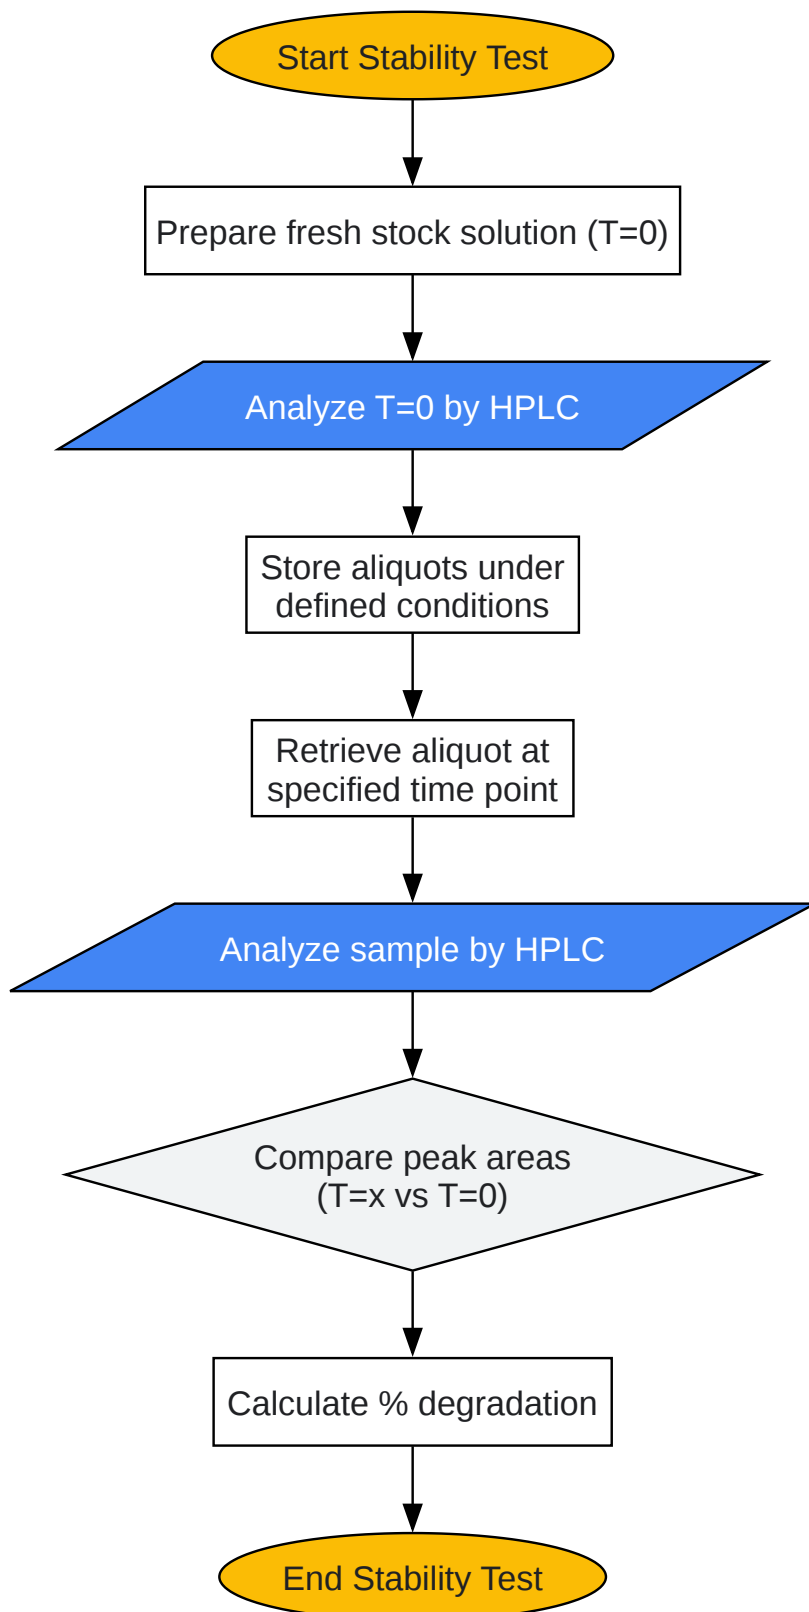 Start Stability Test
Prepare fresh stock solution (T=0)
Analyze T=0 by HPLC
Store aliquots under
defined conditions
Retrieve aliquot at
specified time point
Analyze sample by HPLC
Compare peak areas
(T=x vs T=0)
Calculate % degradation
End Stability Test